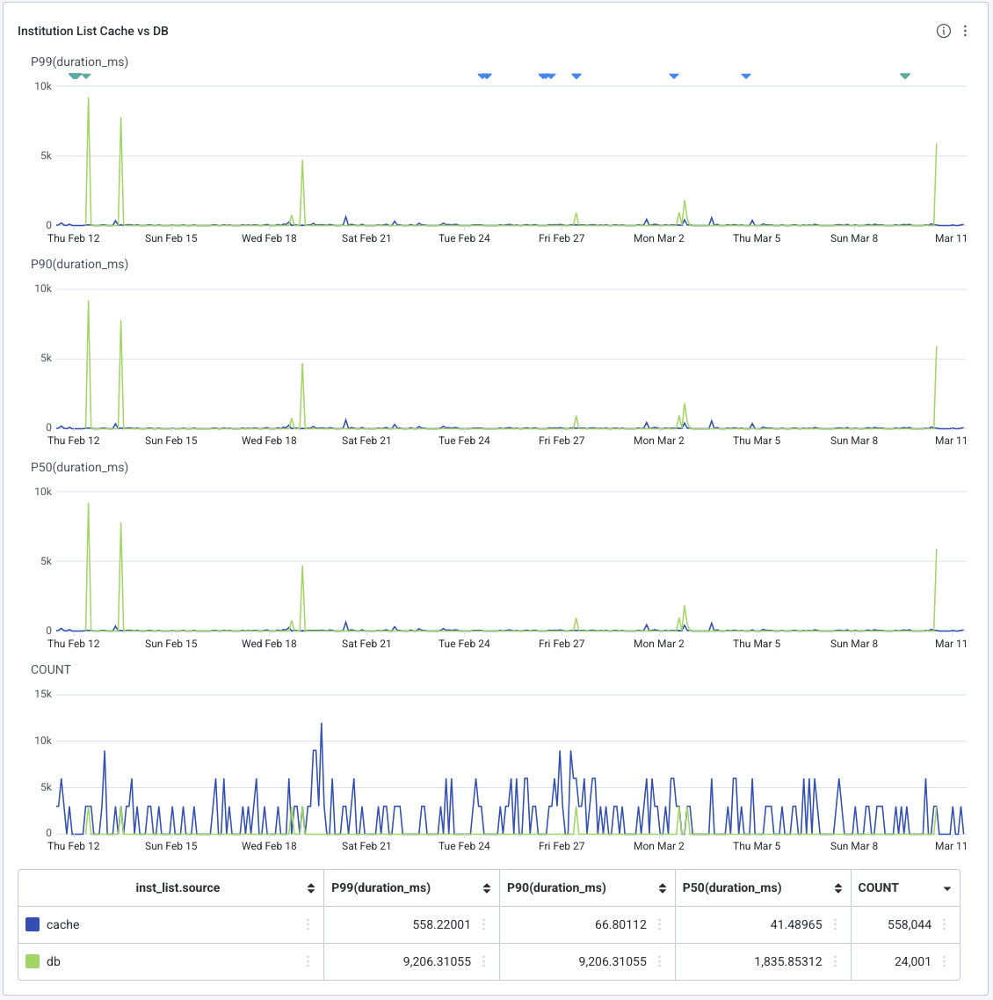 Institution List Cache vs DB
P99(duration_ms)
10k
5k
0
Thu Feb 12 Sun Feb 15 Wed Feb 18 Sat Feb 21 Tue Feb 24 Fri Feb 27 Mon Mar 2 Thu Mar 5 Sun Mar 8 Mar 11
P90(duration_ms)
10k
5k
0
Thu Feb 12 Sun Feb 15 Wed Feb 18 Sat Feb 21 Tue Feb 24 Fri Feb 27 Mon Mar 2 Thu Mar 5 Sun Mar 8 Mar 11
P50(duration_ms)
10k
5k
0
Thu Feb 12 Sun Feb 15 Wed Feb 18 Sat Feb 21 Tue Feb 24 Fri Feb 27 Mon Mar 2 Thu Mar 5 Sun Mar 8 Mar 11
COUNT
15k
10k
5k
0
Thu Feb 12 Sun Feb 15 Wed Feb 18 Sat Feb 21 Tue Feb 24 Fri Feb 27 Mon Mar 2 Thu Mar 5 Sun Mar 8 Mar 11
inst_list.source P99(duration_ms) P90(duration_ms) P50(duration_ms) COUNT
cache 558.22001 66.80112 41.48965 558,044
db 9,206.31055 9,206.31055 1,835.85312 24,001